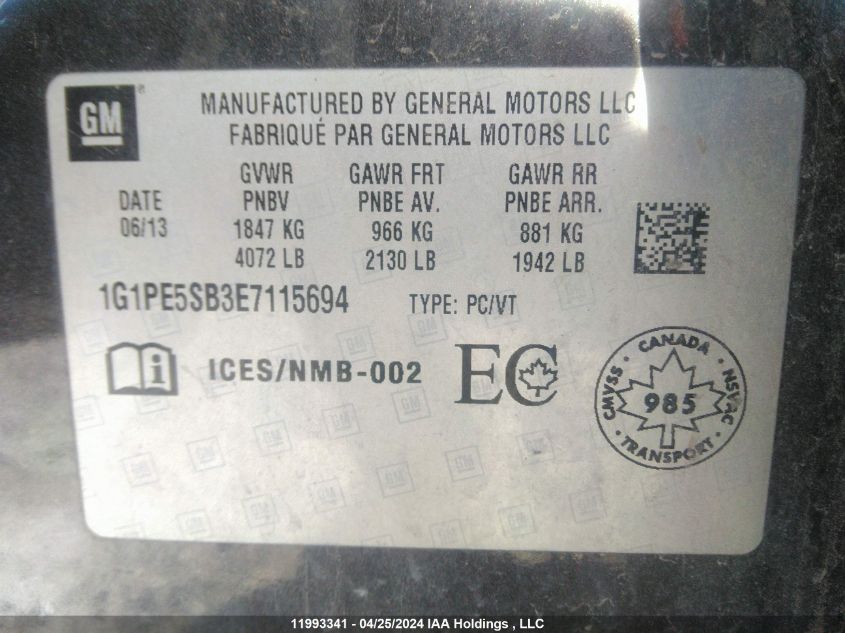 GM
MANUFACTURED BY GENERAL MOTORS LLC
FABRIQUÉ PAR GENERAL MOTORS LLC
GVWR GAWR FRT GAWR RR
DATE PNBV PNBE AV. PNBE ARR.
06/13 1847 KG 966 KG 881 KG
4072 LB 2130 LB 1942 LB
1G1PE5SB3E7115694 TYPE: PC/VT
i ICES/NMB-002 EC
CANADA
CMVSS 985 NSVAC
TRANSPORT
11993341 - 04/25/2024 IAA Holdings , LLC